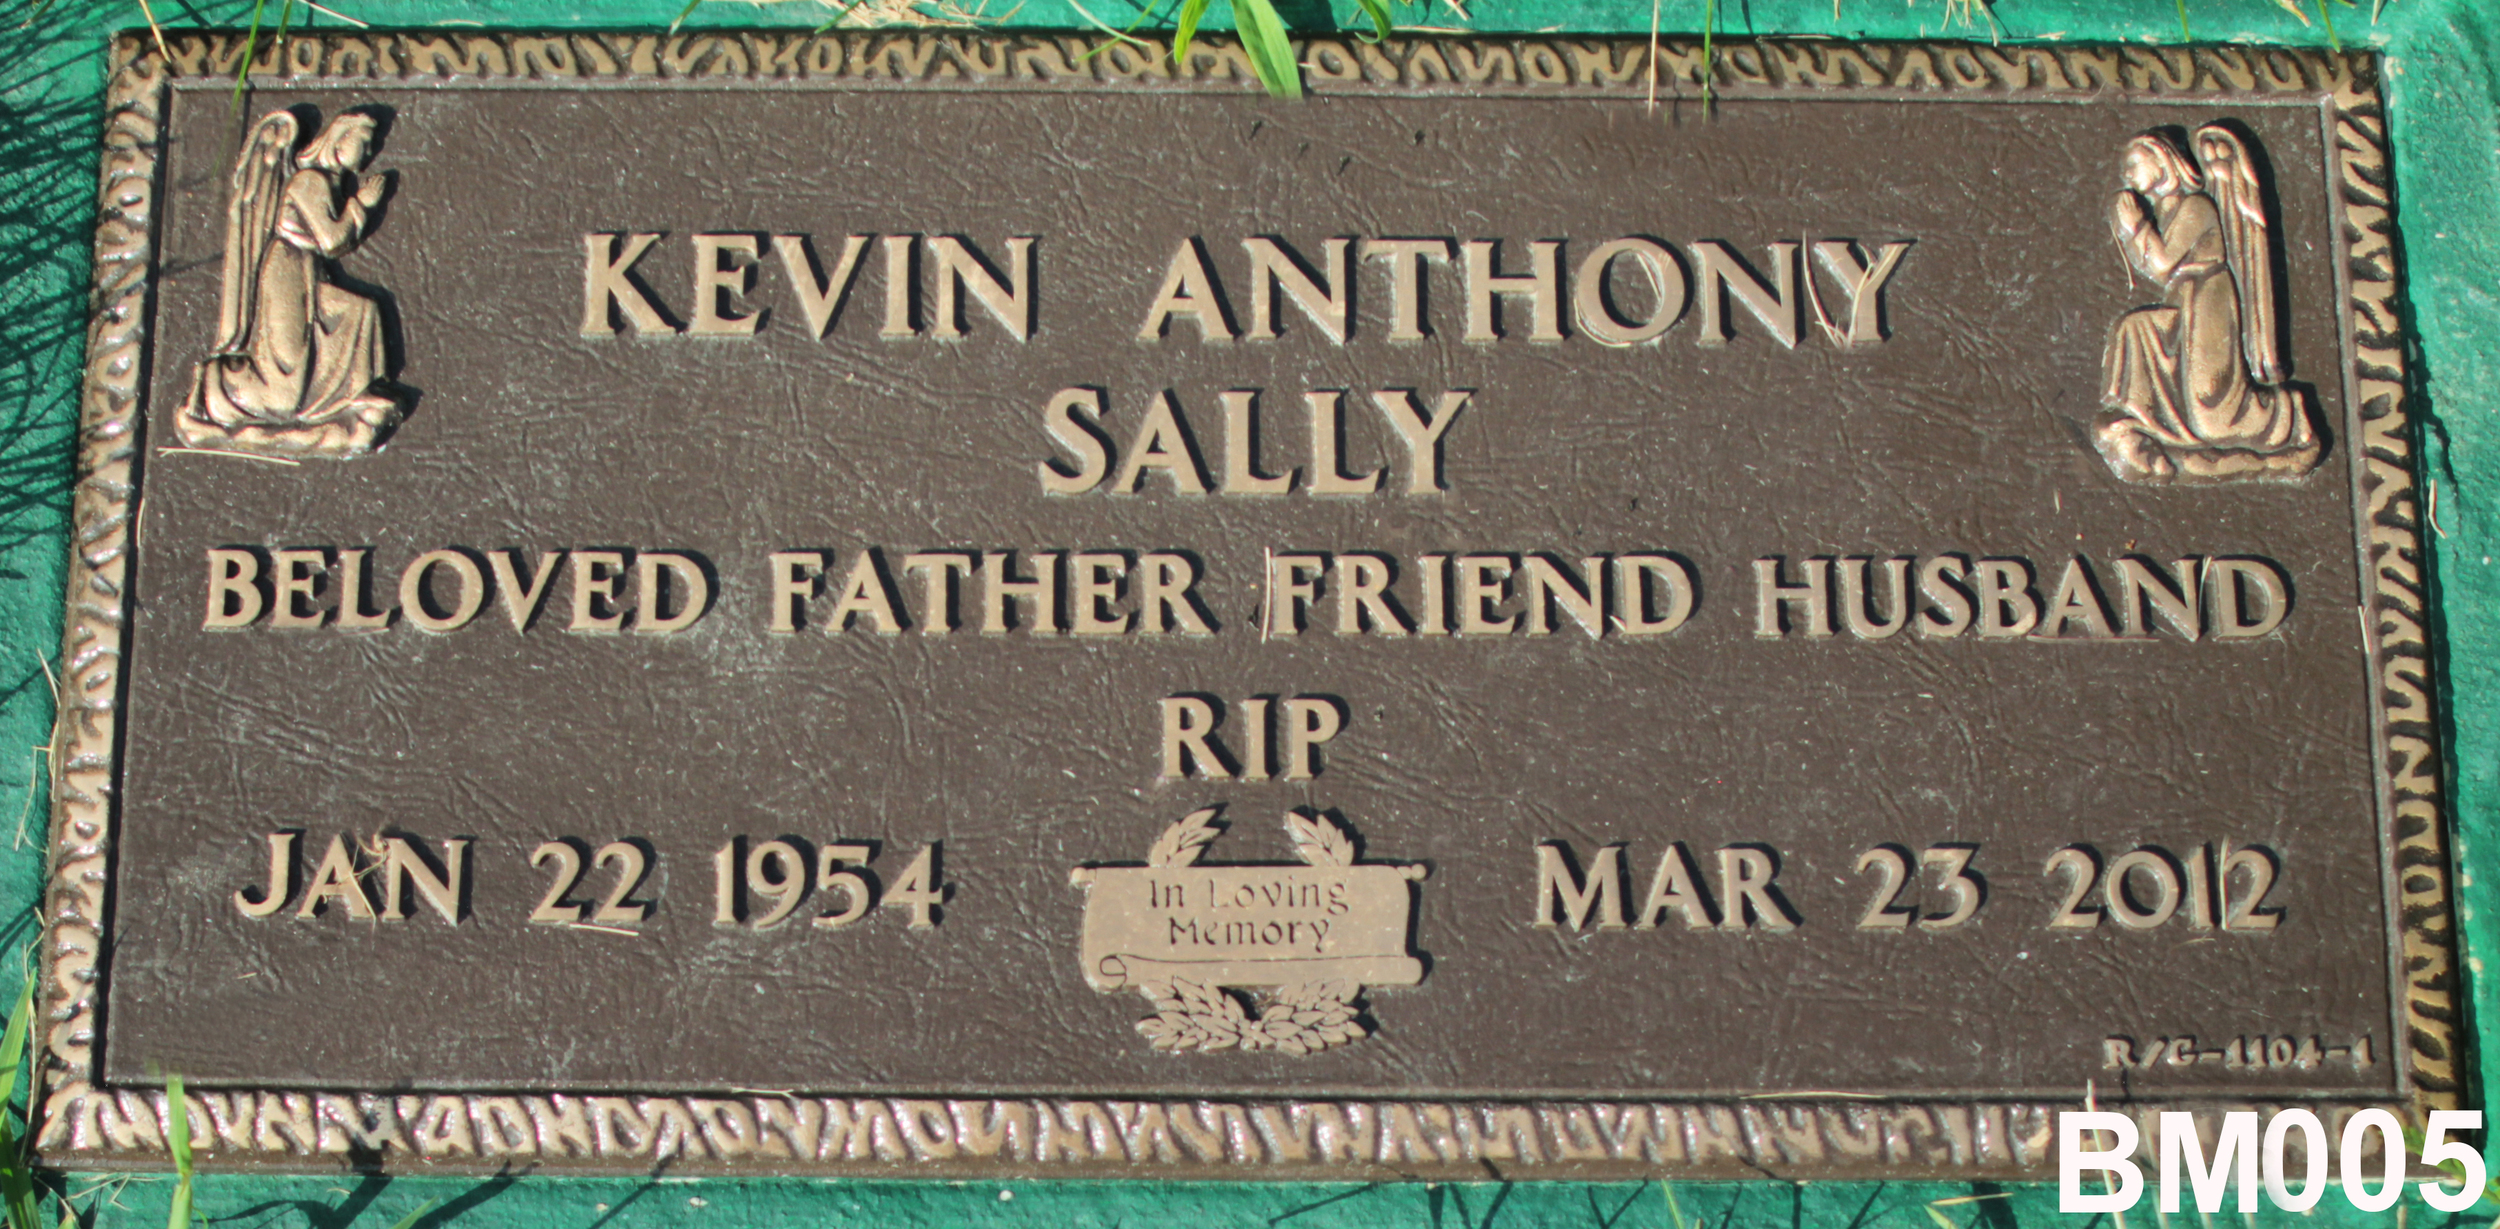 KEVIN ANTHONY
SALLY
BELOVED FATHER FRIEND HUSBAND
RIP
JAN 22 1954
In Loving
Memory
MAR 23 2012
R/G-1104-1
BM005